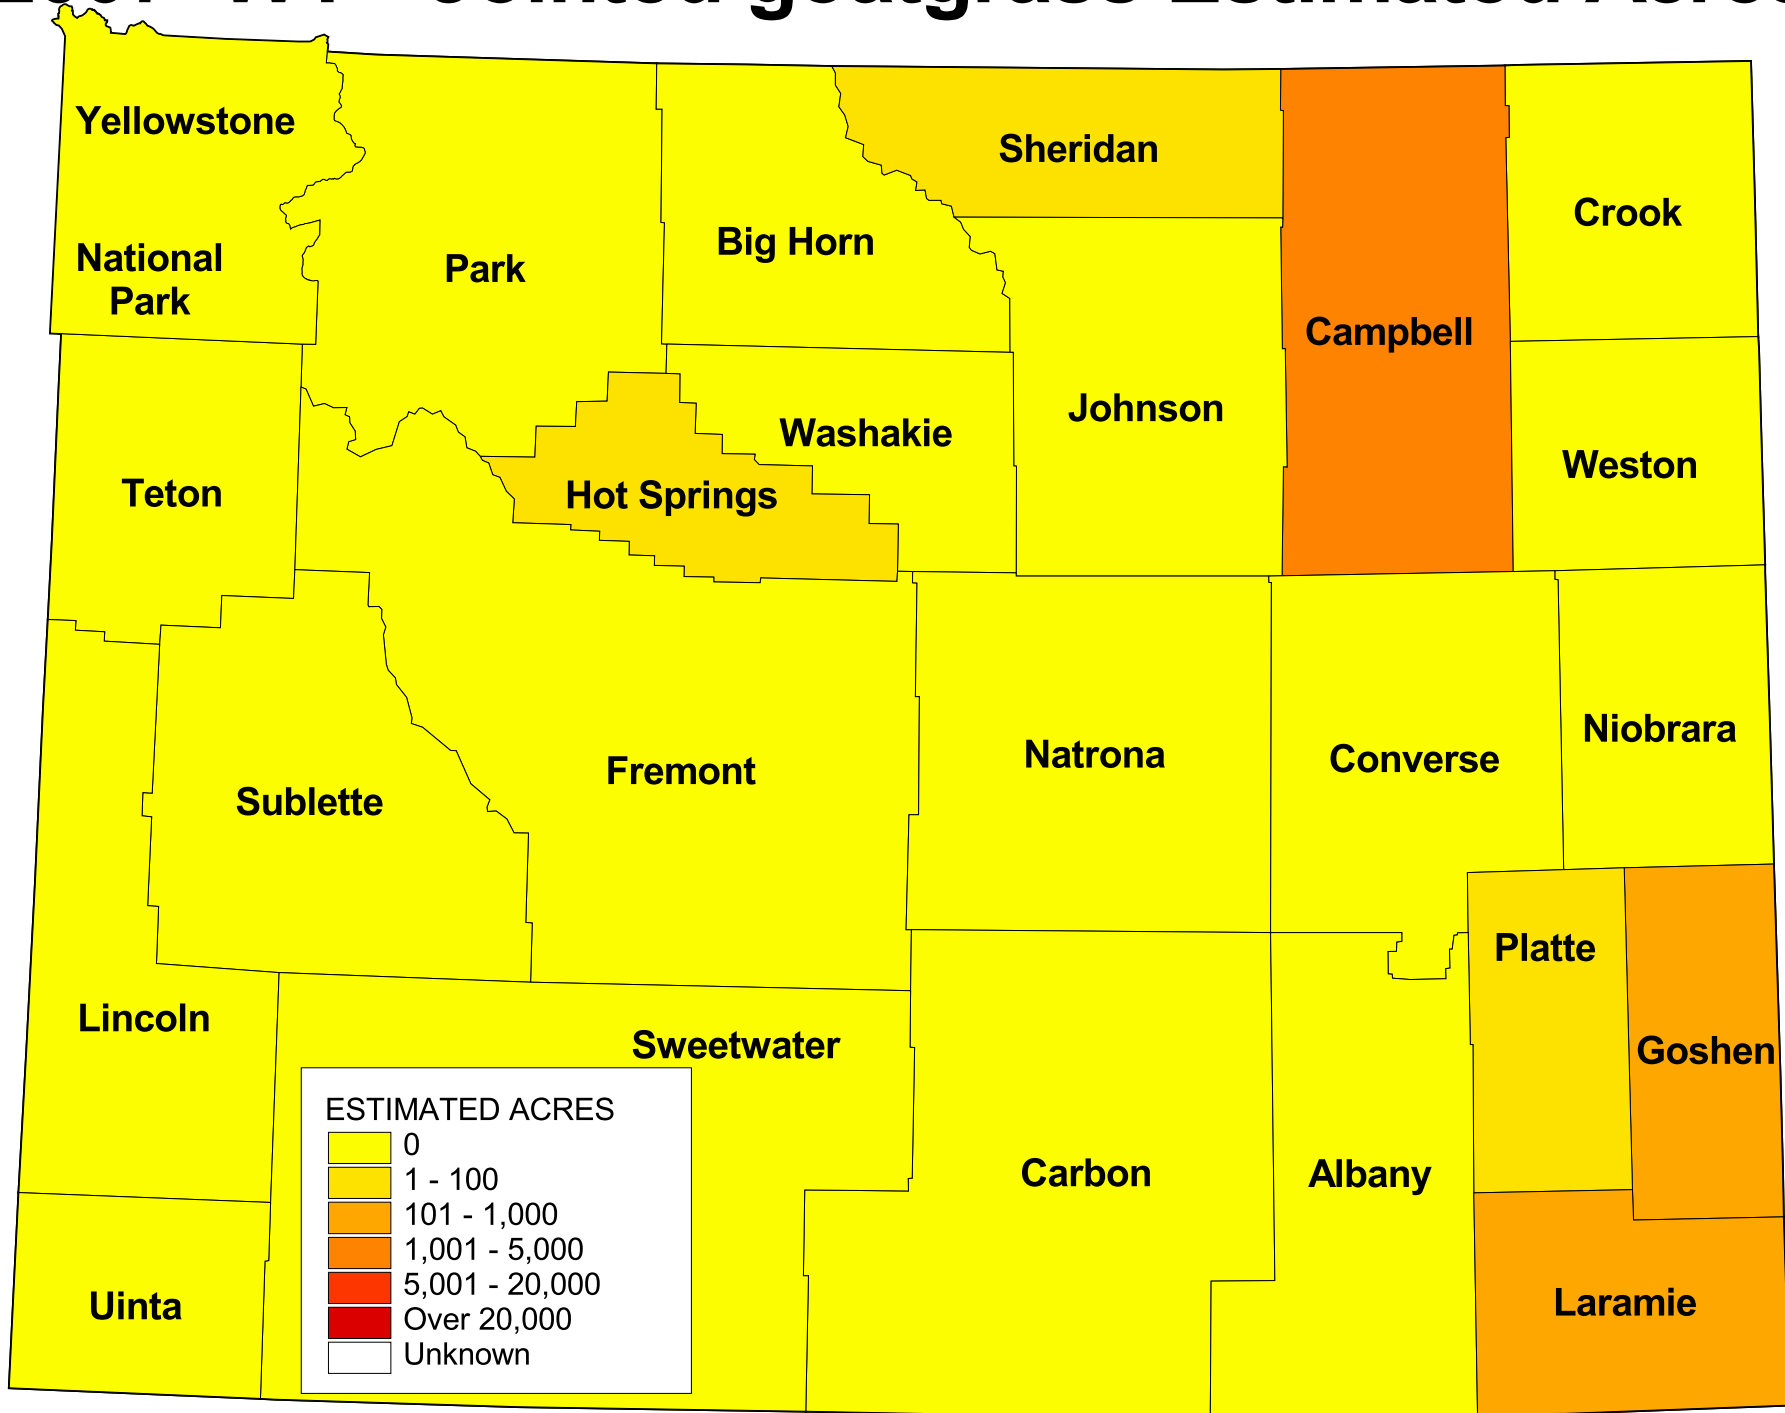 goatgrass Estimated
Yellowstone
Sheridan
Crook
Big Horn
National
Park
Park
Campbell
Johnson
Washakie
Weston
Teton
Hot Springs
Niobrara
Natrona
Converse
Fremont
Sublette
Platte
Lincoln
Sweetwater
Goshen
ESTIMATED ACRES
0
1 - 100
101 - 1,000
1,001 - 5,000
5,001 - 20,000
Over 20,000
Unknown
Carbon
Albany
Uinta
Laramie